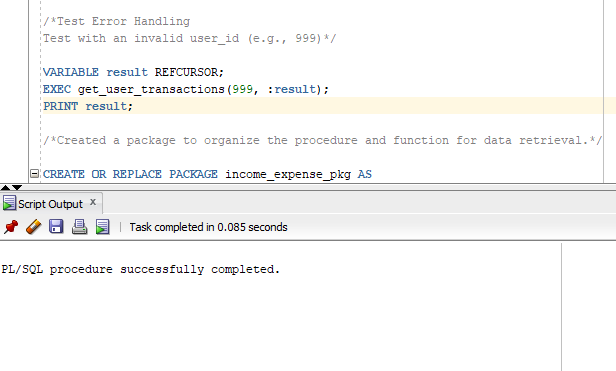 /*Test Error Handling
Test with an invalid user_id (e.g., 999)*/
VARIABLE result REFCURSOR;
EXEC get_user_transactions(999, :result);
PRINT result;
/*Created a package to organize the procedure and function for data retrieval.*/
CREATE OR REPLACE PACKAGE income_expense_pkg AS
Script Output x
Task completed in 0.085 seconds
PL/SQL procedure successfully completed.